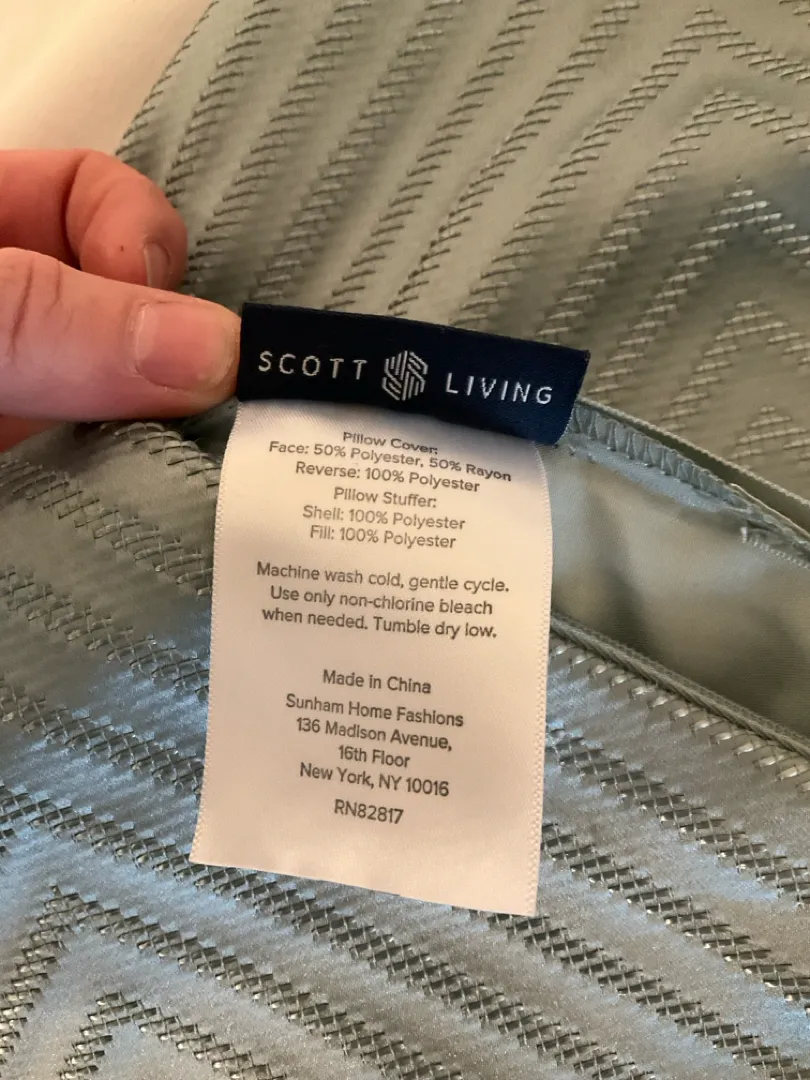 SCOTT LIVING
Pillow Cover:
Face: 50% Polyester, 50% Rayon
Reverse: 100% Polyester
Pillow Stuffer:
Shell: 100% Polyester
Fill: 100% Polyester
Machine wash cold, gentle cycle.
Use only non-chlorine bleach
when needed. Tumble dry low.
Made in China
Sunham Home Fashions
136 Madison Avenue,
16th Floor
New York, NY 10016
RN82817